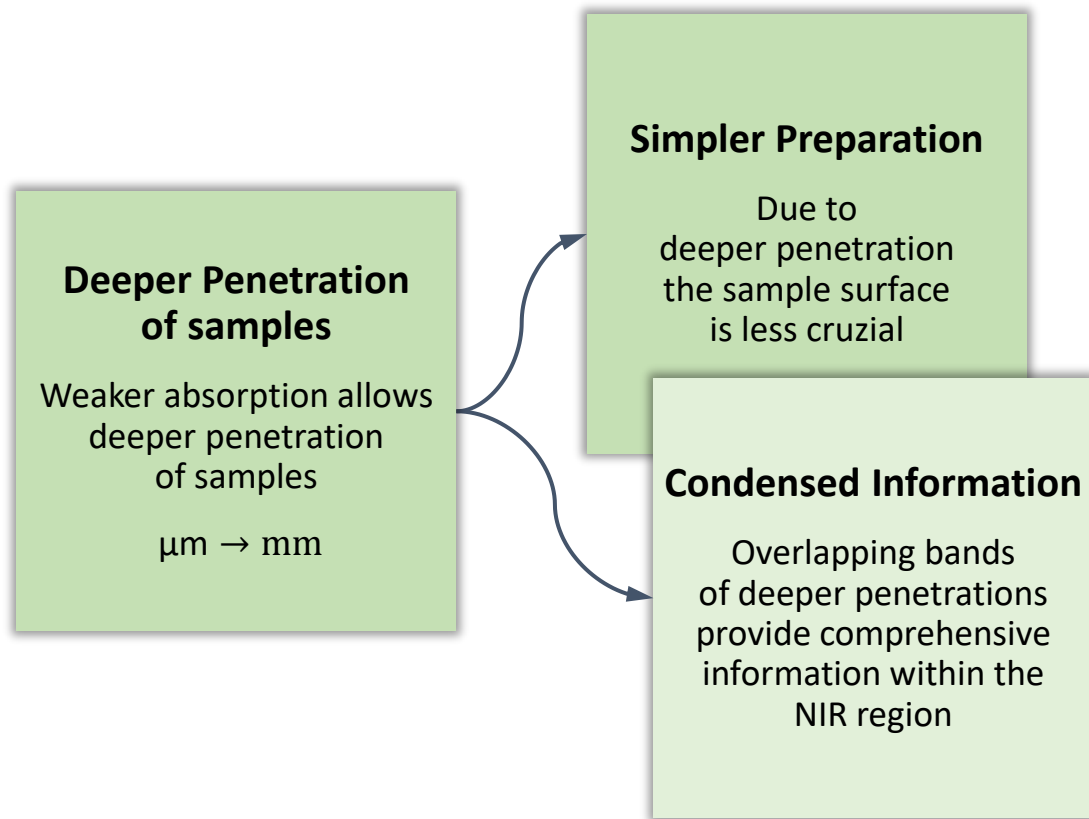 Deeper Penetration
of samples
Weaker absorption allows
deeper penetration
of samples
μm → mm
Simpler Preparation
Due to
deeper penetration
the sample surface
is less cruzial
Condensed Information
Overlapping bands
of deeper penetrations
provide comprehensive
information within the
NIR region